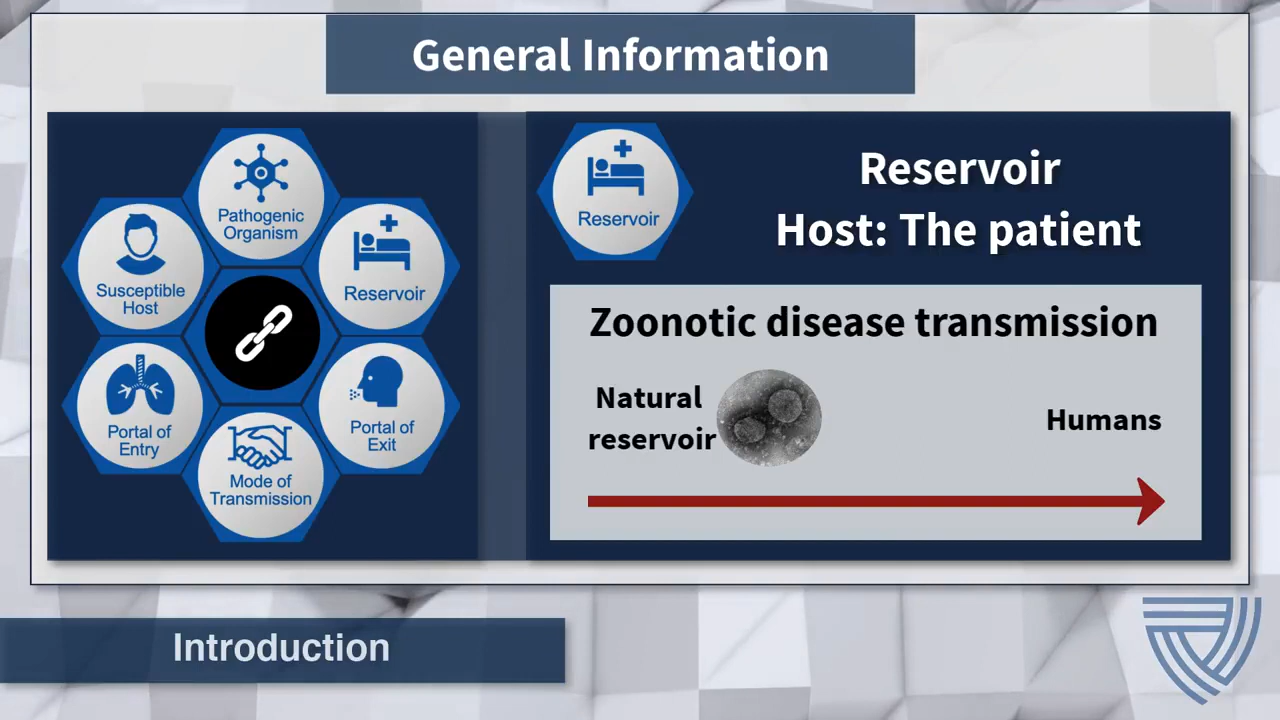 General Information
Pathogenic
Organism
Reservoir
Susceptible
Host
Portal of
Entry
Portal of
Exit
Mode of
Transmission
Reservoir
Reservoir
Host: The patient
Zoonotic disease transmission
Natural
reservoir
Humans
Introduction